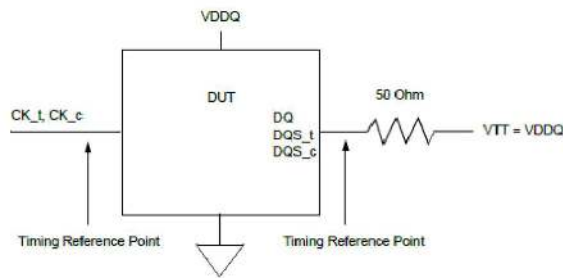 VDDQ
CK_t, CK_c
DUT
DQ
DQS_t
DQS_c
50 Ohm
VTT = VDDQ
Timing Reference Point
Timing Reference Point